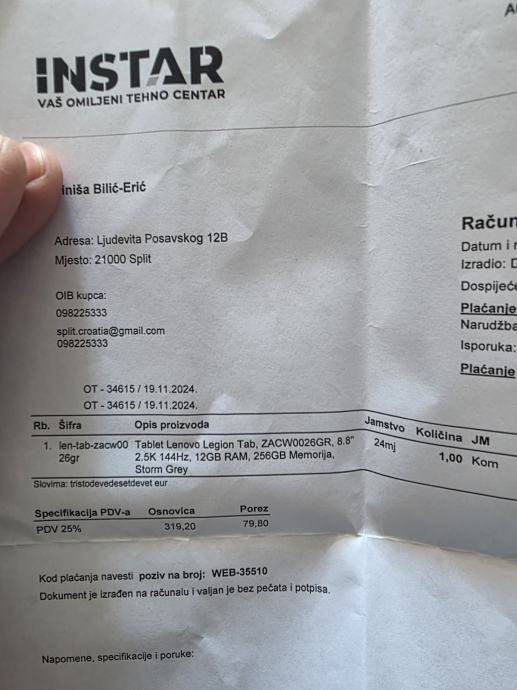 INSTAR
VAŠ OMILJENI TEHNO CENTAR
iniša Bilić-Erić
Adresa: Ljudevita Posavskog 12B
Mjesto: 21000 Split
OIB kupca:
098225333
split.croatia@gmail.com
098225333
Račun
Datum i
Izradio:
Dospijeće
Plaćanje
Narudžba
Isporuka:
Plaćanje
OT - 34615 / 19.11.2024.
OT - 34615 / 19.11.2024.
Rb. Šifra Opis proizvoda Jamstvo Količina JM
1. len-tab-zacw00 Tablet Lenovo Legion Tab, ZACW0026GR, 8.8" 24mj 1,00 Kom
26gr 2.5K 144Hz, 12GB RAM, 256GB Memorija,
Storm Grey
Slovima: tristodevedesetdevet eur
Specifikacija PDV-a Osnovica Porez
PDV 25% 319,20 79,80
Kod plaćanja navesti poziv na broj: WEB-35510
Dokument je izrađen na računalu i valjan je bez pečata i potpisa.
Napomene, specifikacije i poruke: